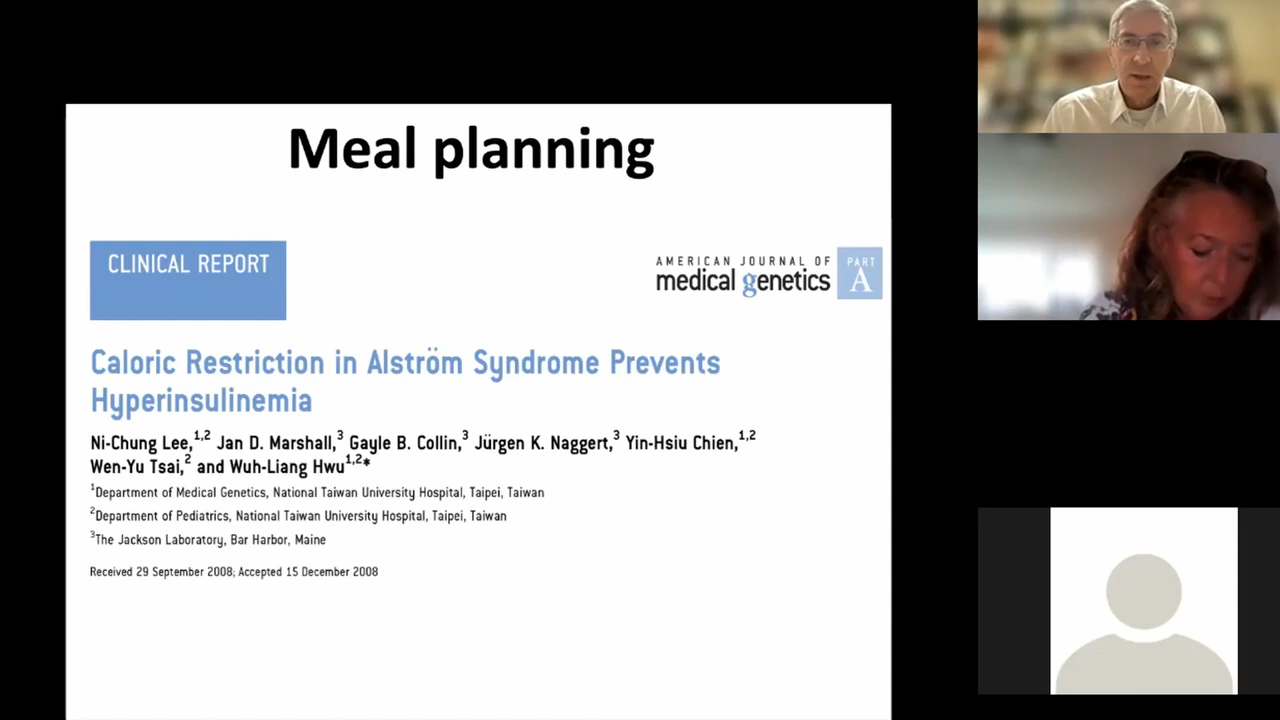 Meal planning
CLINICAL REPORT
AMERICAN JOURNAL OF
medical genetics
PART
A
Caloric Restriction in Alström Syndrome Prevents
Hyperinsulinemia
Ni-Chung Lee,1,2 Jan D. Marshall,3 Gayle B. Collin,3 Jürgen K. Naggert,3 Yin-Hsiu Chien,1,2
Wen-Yu Tsai,2 and Wuh-Liang Hwu1,2*
1Department of Medical Genetics, National Taiwan University Hospital, Taipei, Taiwan
2Department of Pediatrics, National Taiwan University Hospital, Taipei, Taiwan
3The Jackson Laboratory, Bar Harbor, Maine
Received 29 September 2008; Accepted 15 December 2008